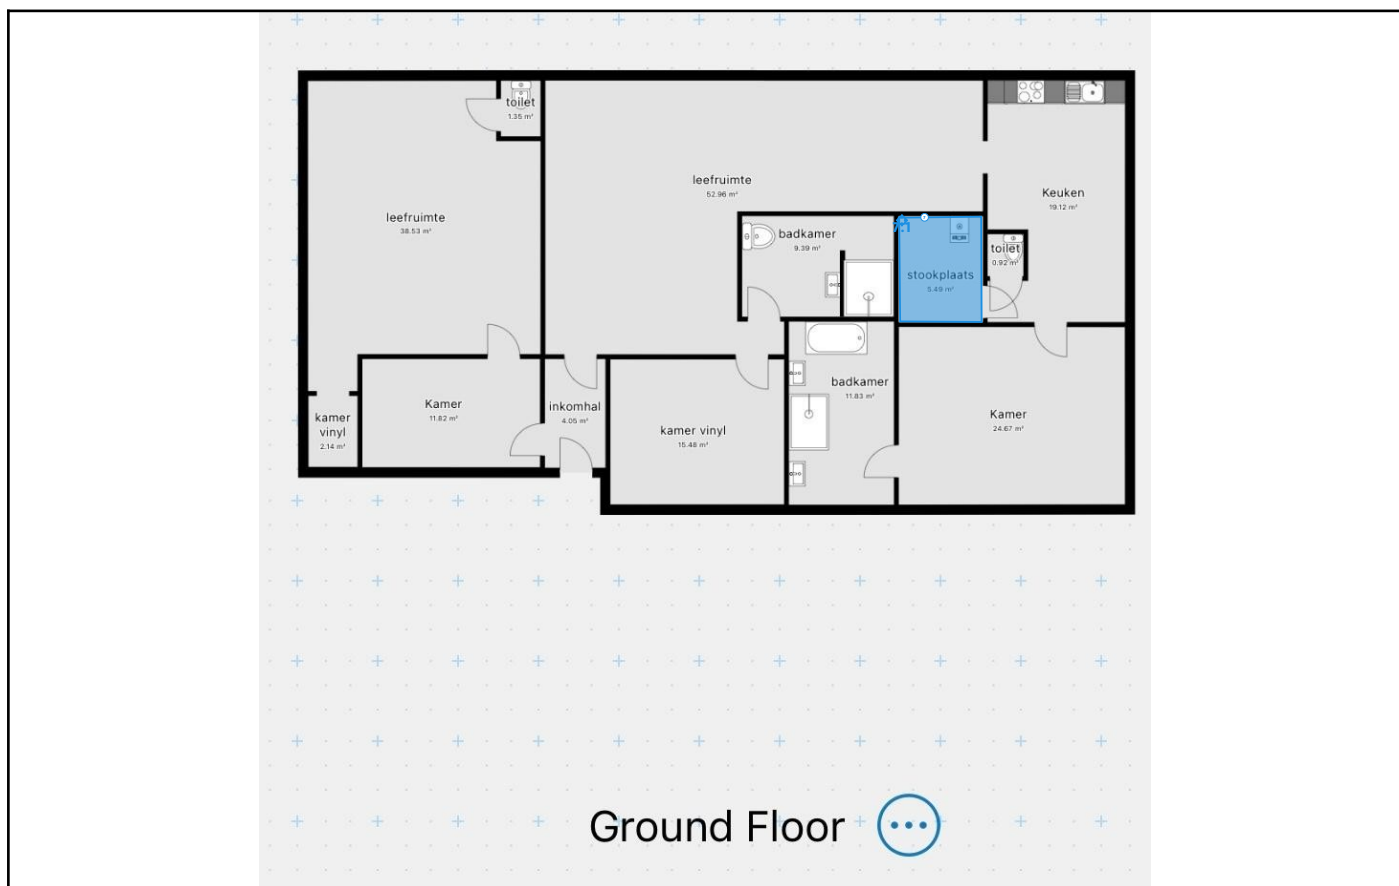 toilet
1.35 m²
leefruimte
52.96 m²
Keuken
19.12 m²
leefruimte
38.53 m²
badkamer
9.39 m²
toilet
0.92 m²
stookplaats
5.49 m²
badkamer
11.83 m²
Kamer
11.82 m²
inkomhal
4.05 m²
kamer
vinyl
2.14 m²
kamer vinyl
15.48 m²
Kamer
24.67 m²
Ground Floor